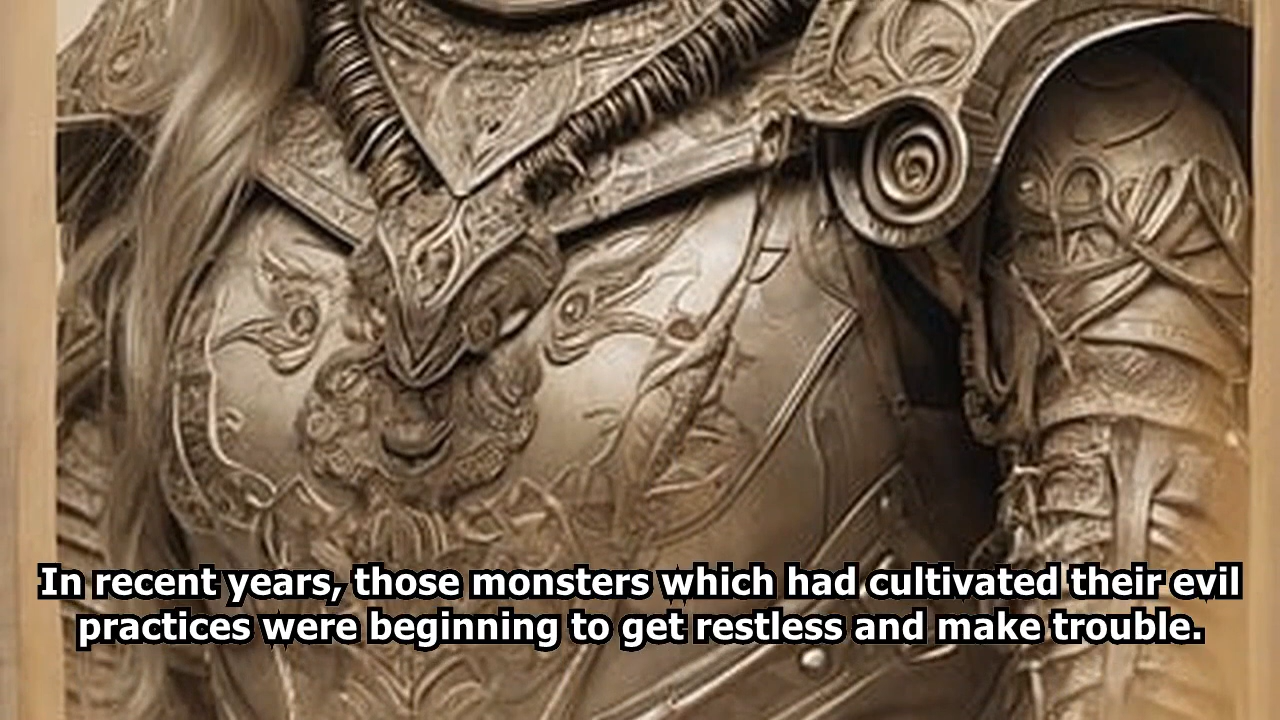 In recent years, those monsters which had cultivated their evil
practices were beginning to get restless and make trouble.